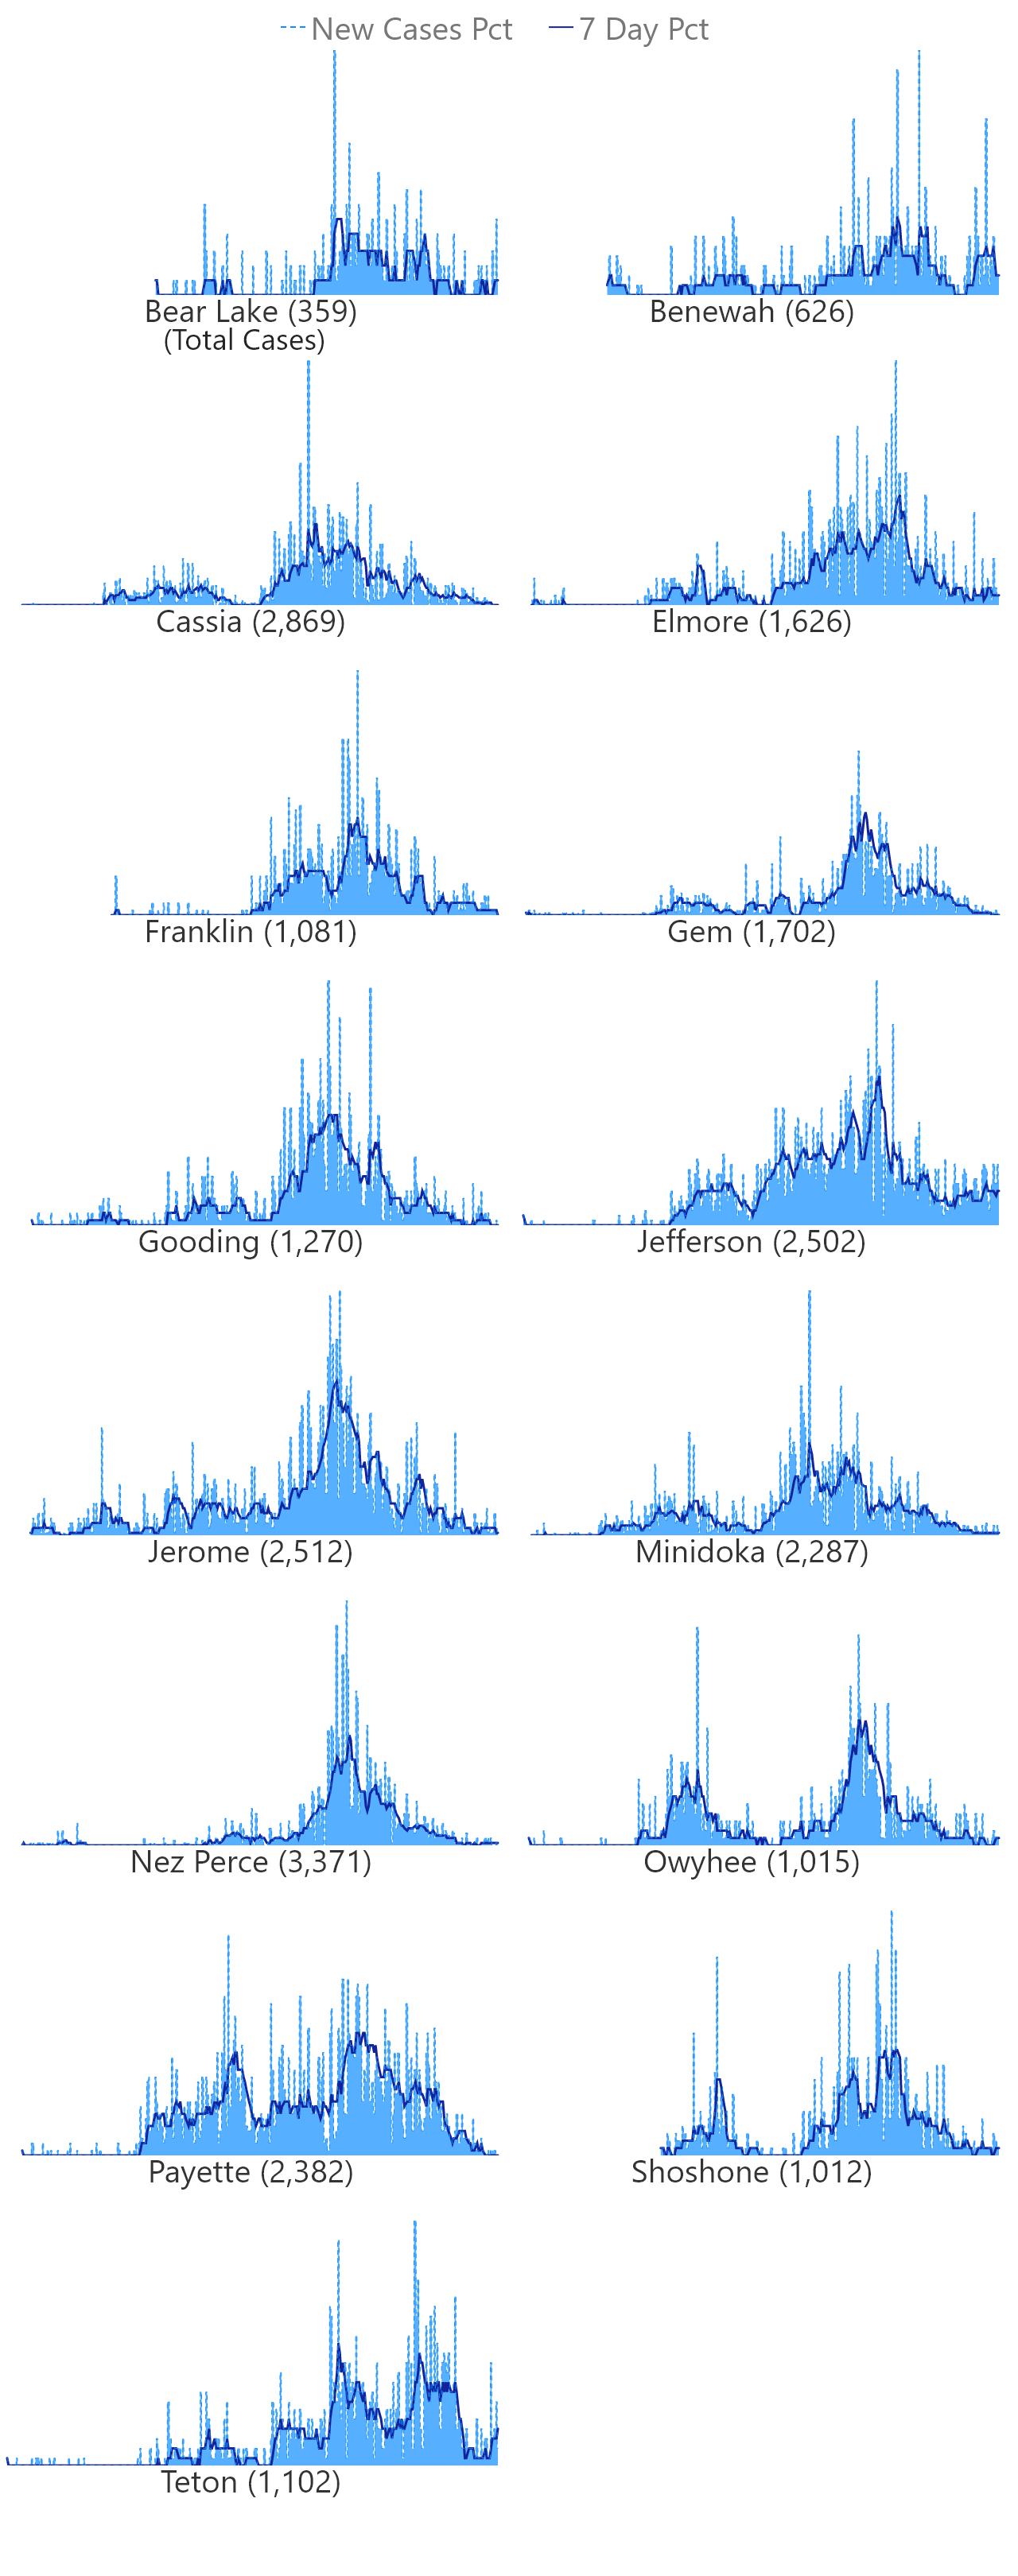 New Cases Pct 7 Day Pct
Bear Lake (359)
(Total Cases)
Benewah (626)
Cassia (2,869)
Elmore (1,626)
Franklin (1,081)
Gem (1,702)
Gooding (1,270)
Jefferson (2,502)
Jerome (2,512)
Minidoka (2,287)
Nez Perce (3,371)
Owyhee (1,015)
Payette (2,382)
Shoshone (1,012)
Teton (1,102)